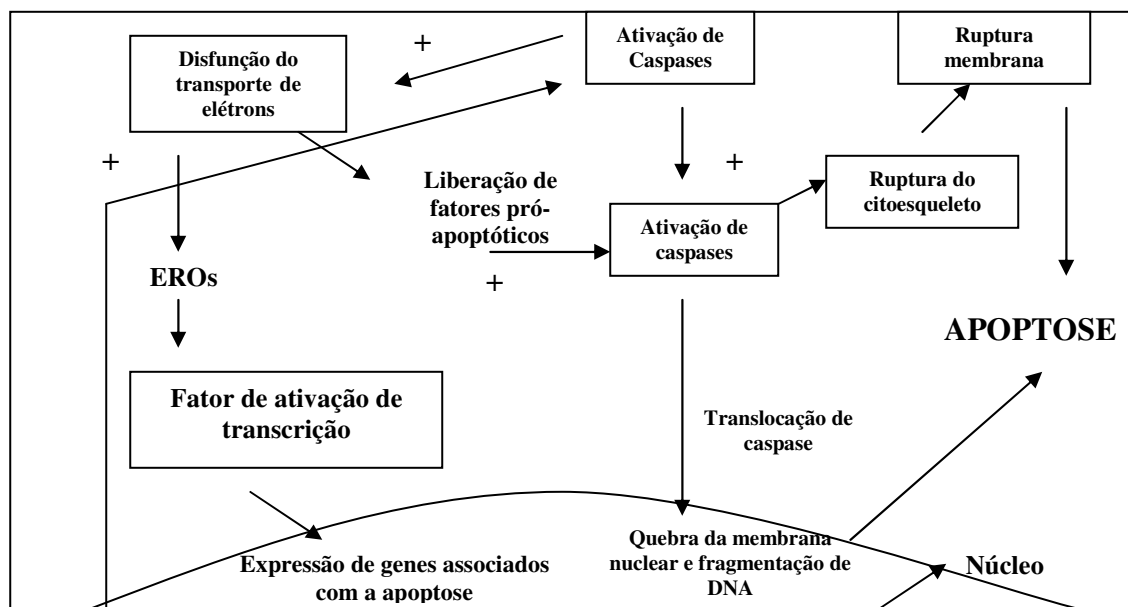 Disfunção do
transporte de
elétrons
+
Ativação de
Caspases
Ruptura
membrana
+
Liberação de
fatores pró-
apoptóticos
+
+
Ativação de
caspases
Ruptura do
citoesqueleto
EROs
APOPTOSE
Fator de ativação de
transcrição
Translocação de
caspase
Expressão de genes associados
com a apoptose
Quebra da membrana
nuclear e fragmentação de
DNA
Núcleo